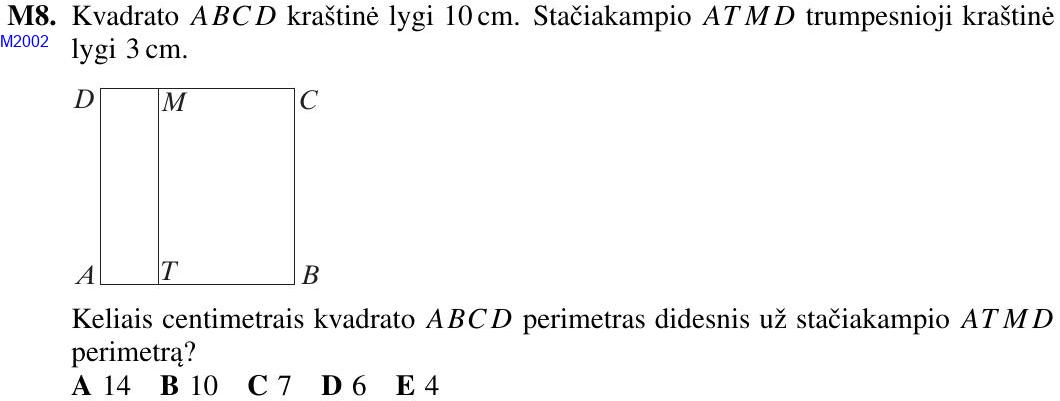 M8. Kvadrato ABCD kraštinė lygi 10 cm. Stačiakampio ATMD trumpesnioji kraštinė
M2002 lygi 3 cm.
D M C
A T B
Keliais centimetrais kvadrato ABCD perimetras didesnis už stačiakampio ATMD
perimetrą?
A 14 B 10 C 7 D 6 E 4